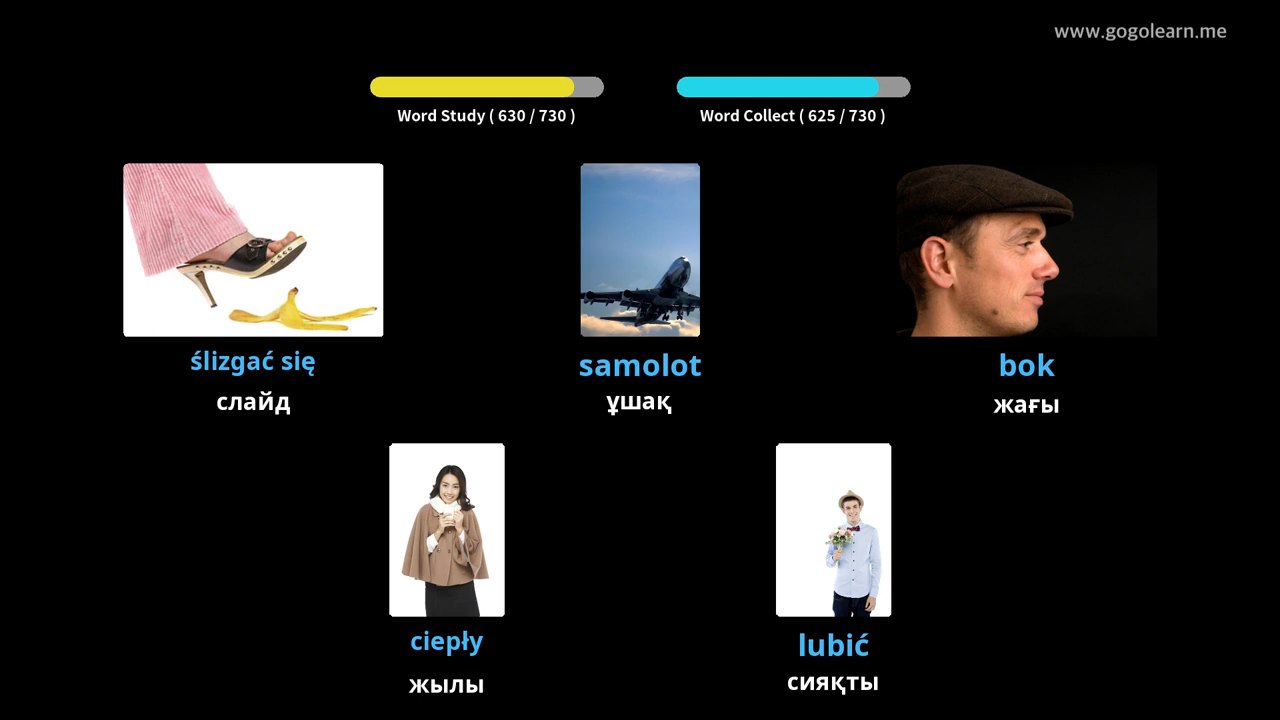 www.gogolearn.me
Word Study ( 630 / 730 )
Word Collect ( 625 / 730 )
ślizgać się
слайд
samolot
ұшақ
bok
жағы
ciepły
жылы
lubić
сияқты